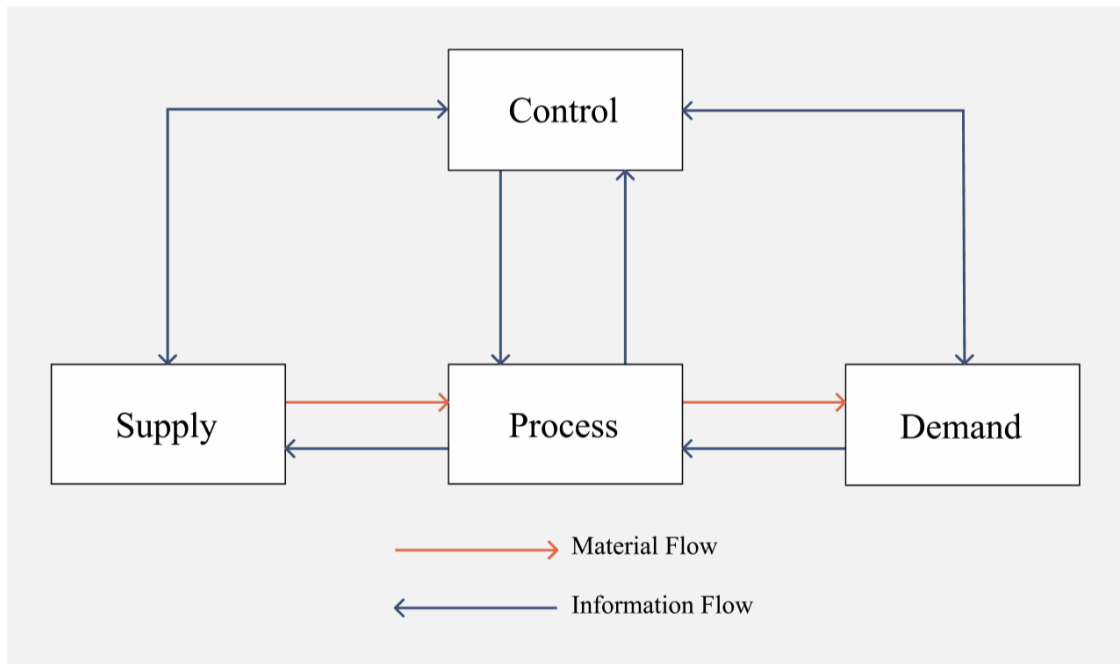 Control
Supply
Process
Demand
Material Flow
Information Flow